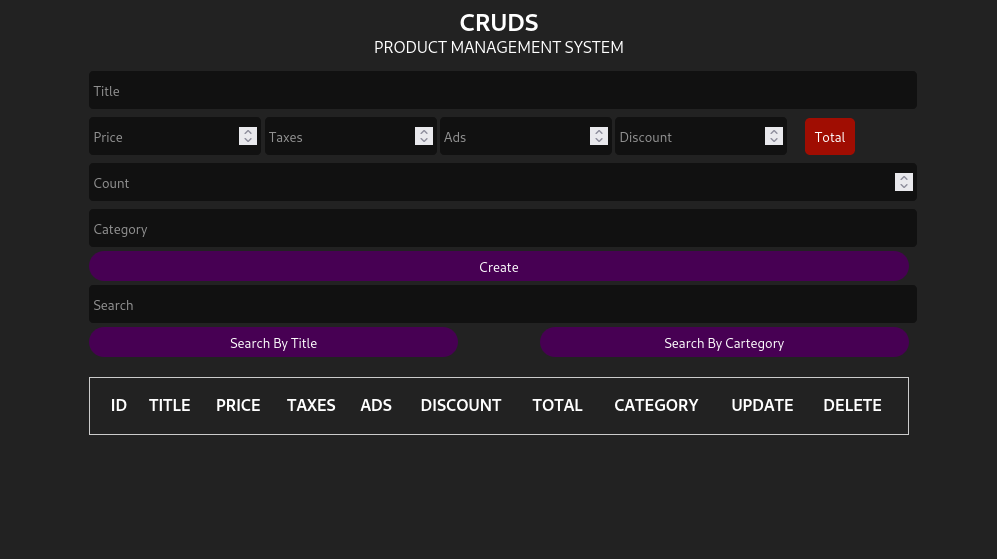 CRUDS
PRODUCT MANAGEMENT SYSTEM
Title
Price Taxes Ads Discount Total
Count
Category
Create
Search
Search By Title Search By Cartegory
ID TITLE PRICE TAXES ADS DISCOUNT TOTAL CATEGORY UPDATE DELETE